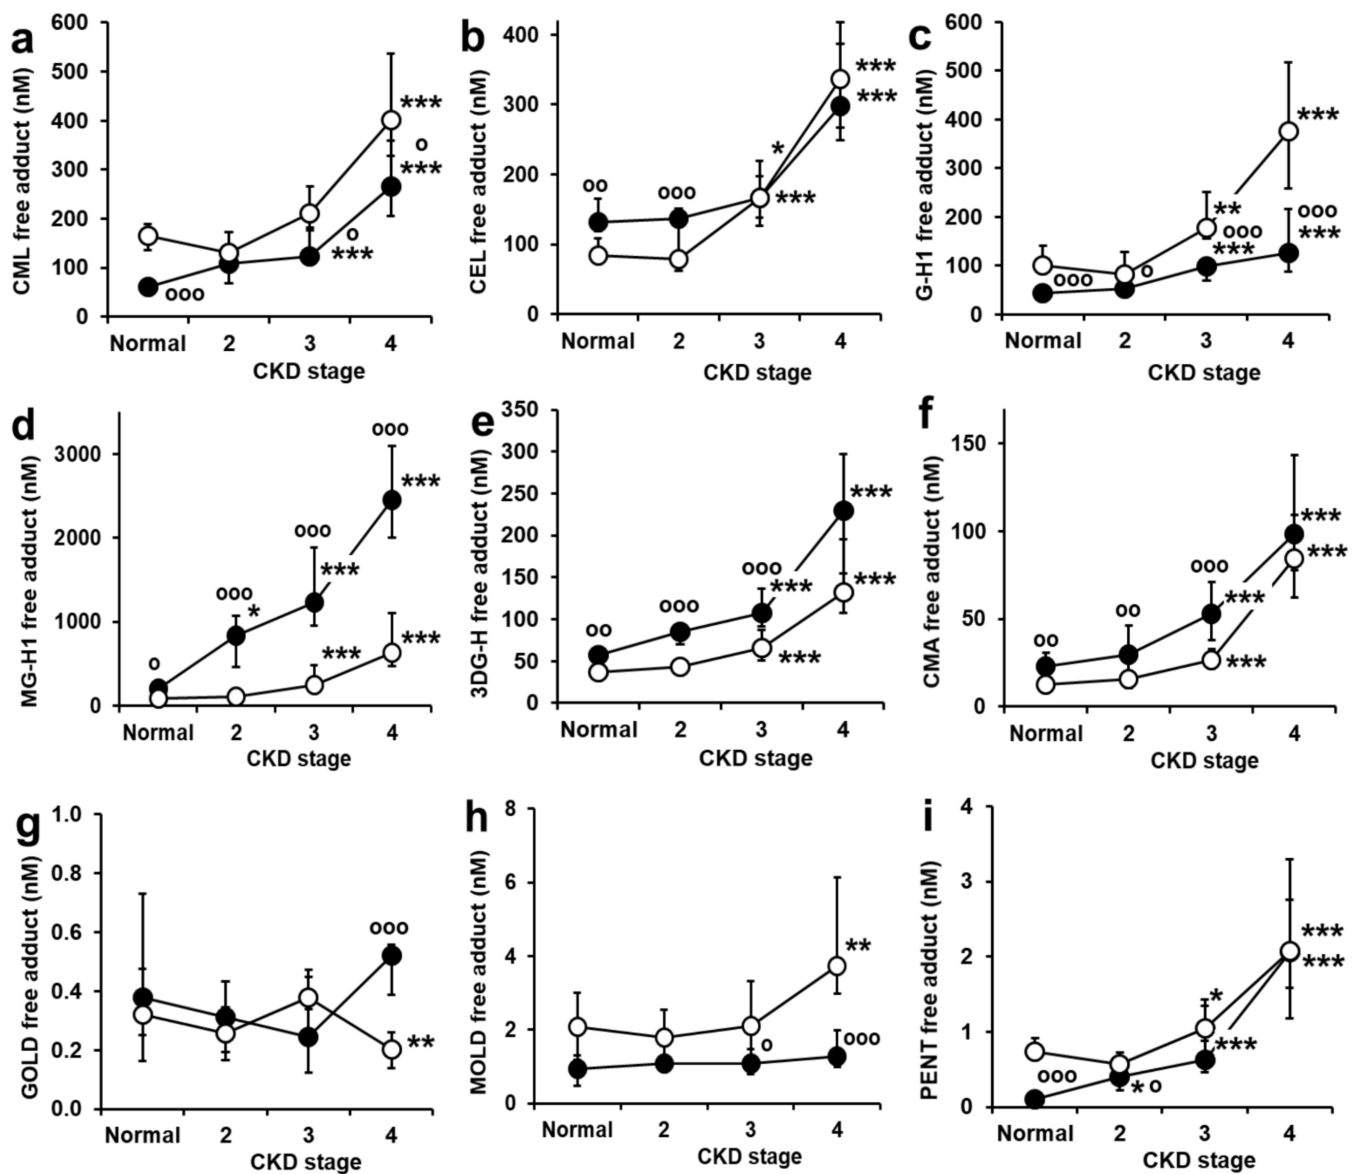 a
CML free adduct (nM)
600
500
400
300
200
100
0
***
o
***
o
***
ooo
Normal 2 3 4
CKD stage
b
CEL free adduct (nM)
400
300
200
100
0
oo
ooo
*
***
***
***
Normal 2 3 4
CKD stage
c
G-H1 free adduct (nM)
600
500
400
300
200
100
0
***
**
ooo
***
ooo
***
ooo
o
Normal 2 3 4
CKD stage
d
MG-H1 free adduct (nM)
3000
2000
1000
0
ooo
***
ooo
***
ooo
*
o
***
***
Normal 2 3 4
CKD stage
e
3DG-H free adduct (nM)
350
300
250
200
150
100
50
0
***
ooo
***
ooo
oo
***
***
Normal 2 3 4
CKD stage
f
CMA free adduct (nM)
150
100
50
0
***
***
ooo
***
oo
oo
***
Normal 2 3 4
CKD stage
g
GOLD free adduct (nM)
1.0
0.8
0.6
0.4
0.2
0.0
ooo
**
Normal 2 3 4
CKD stage
h
MOLD free adduct (nM)
8
6
4
2
0
**
o
ooo
Normal 2 3 4
CKD stage
i
PENT free adduct (nM)
4
3
2
1
0
***
***
*
***
ooo
* o
Normal 2 3 4
CKD stage